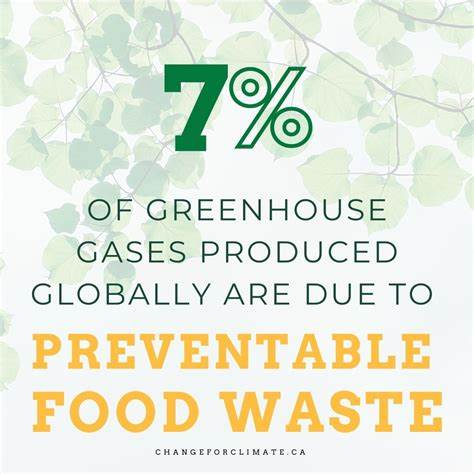 7%
OF GREENHOUSE
GASES PRODUCED
GLOBALLY ARE DUE TO
PREVENTABLE
FOOD WASTE
CHANGEFORCLIMATE.CA